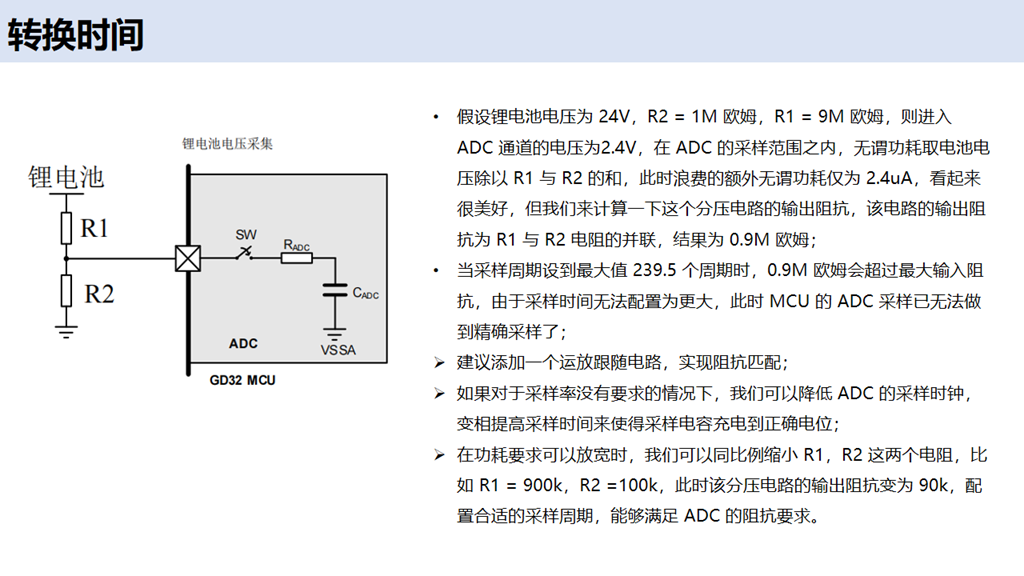 转换时间
锂电池电压采集
锂电池
R1
R2
SW
RADC
CADC
VSSA
ADC
GD32 MCU
• 假设锂电池电压为 24V，R2 = 1M 欧姆，R1 = 9M 欧姆，则进入
ADC 通道的电压为2.4V，在 ADC 的采样范围之内，无谓功耗取电池电
压除以 R1 与 R2 的和，此时浪费的额外无谓功耗仅为 2.4uA，看起来
很美好，但我们来计算一下这个分压电路的输出阻抗，该电路的输出阻
抗为 R1 与 R2 电阻的并联，结果为 0.9M 欧姆；
• 当采样周期设到最大值 239.5 个周期时，0.9M 欧姆会超过最大输入阻
抗，由于采样时间无法配置为更大，此时 MCU 的 ADC 采样已无法做
到精确采样了；
➢ 建议添加一个运放跟随电路，实现阻抗匹配；
➢ 如果对于采样率没有要求的情况下，我们可以降低 ADC 的采样时钟，
变相提高采样时间来使得采样电容充电到正确电位；
➢ 在功耗要求可以放宽时，我们可以同比例缩小 R1，R2 这两个电阻，比
如 R1 = 900k，R2 =100k，此时该分压电路的输出阻抗变为 90k，配
置合适的采样周期，能够满足 ADC 的阻抗要求。